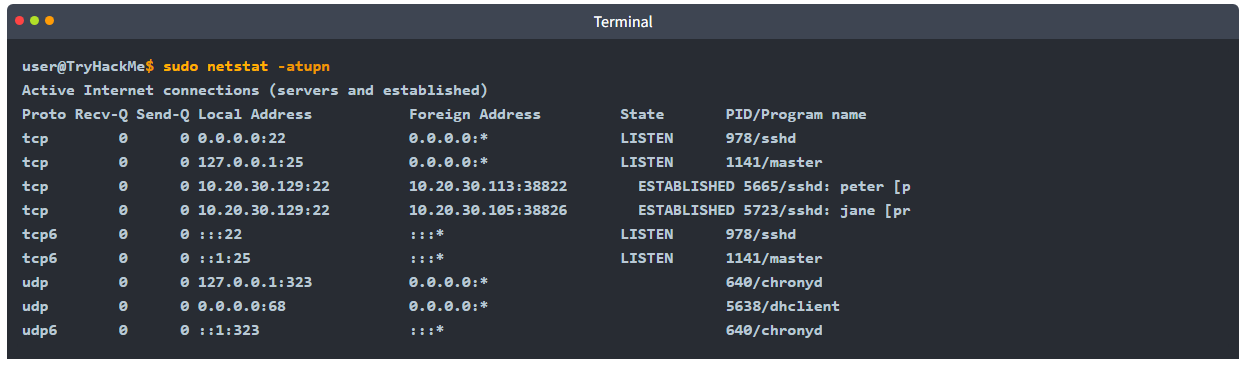 Terminal
user@TryHackMe$ sudo netstat -atupn
Active Internet connections (servers and established)
Proto Recv-Q Send-Q Local Address           Foreign Address         State       PID/Program name
tcp        0      0 0.0.0.0:22              0.0.0.0:*               LISTEN      978/sshd
tcp        0      0 127.0.0.1:25            0.0.0.0:*               LISTEN      1141/master
tcp        0      0 10.20.30.129:22         10.20.30.113:38822        ESTABLISHED 5665/sshd: peter [p
tcp        0      0 10.20.30.129:22         10.20.30.105:38826        ESTABLISHED 5723/sshd: jane [pr
tcp6       0      0 :::22                   :::*                    LISTEN      978/sshd
tcp6       0      0 ::1:25                  :::*                    LISTEN      1141/master
udp        0      0 127.0.0.1:323           0.0.0.0:*                           640/chronyd
udp        0      0 0.0.0.0:68              0.0.0.0:*                           5638/dhclient
udp6       0      0 ::1:323                 :::*                                640/chronyd